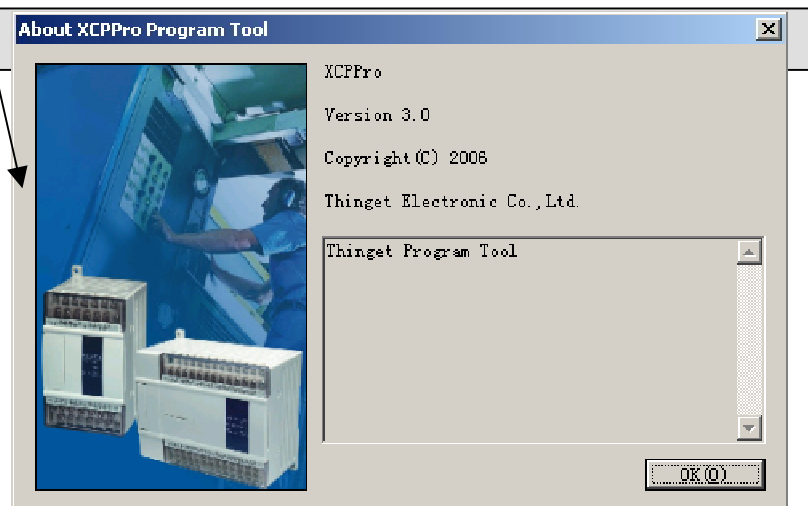 About XCPPro Program Tool
XCPPro
Version 3.0
Copyright(C) 2006
Thinget Electronic Co.,Ltd.
Thinget Program Tool
OK(O)